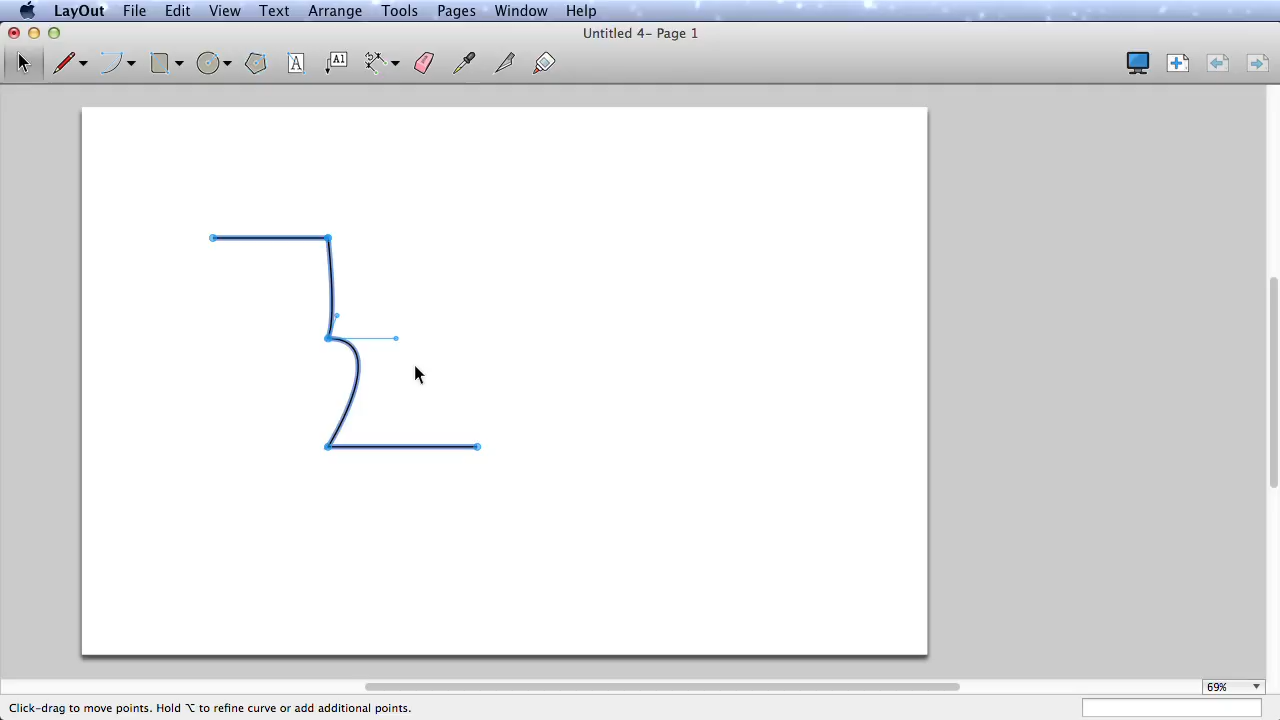 LayOut File Edit View Text Arrange Tools Pages Window Help
Untitled 4– Page 1
A A1
69%
Click-drag to move points. Hold ⌥ to refine curve or add additional points.